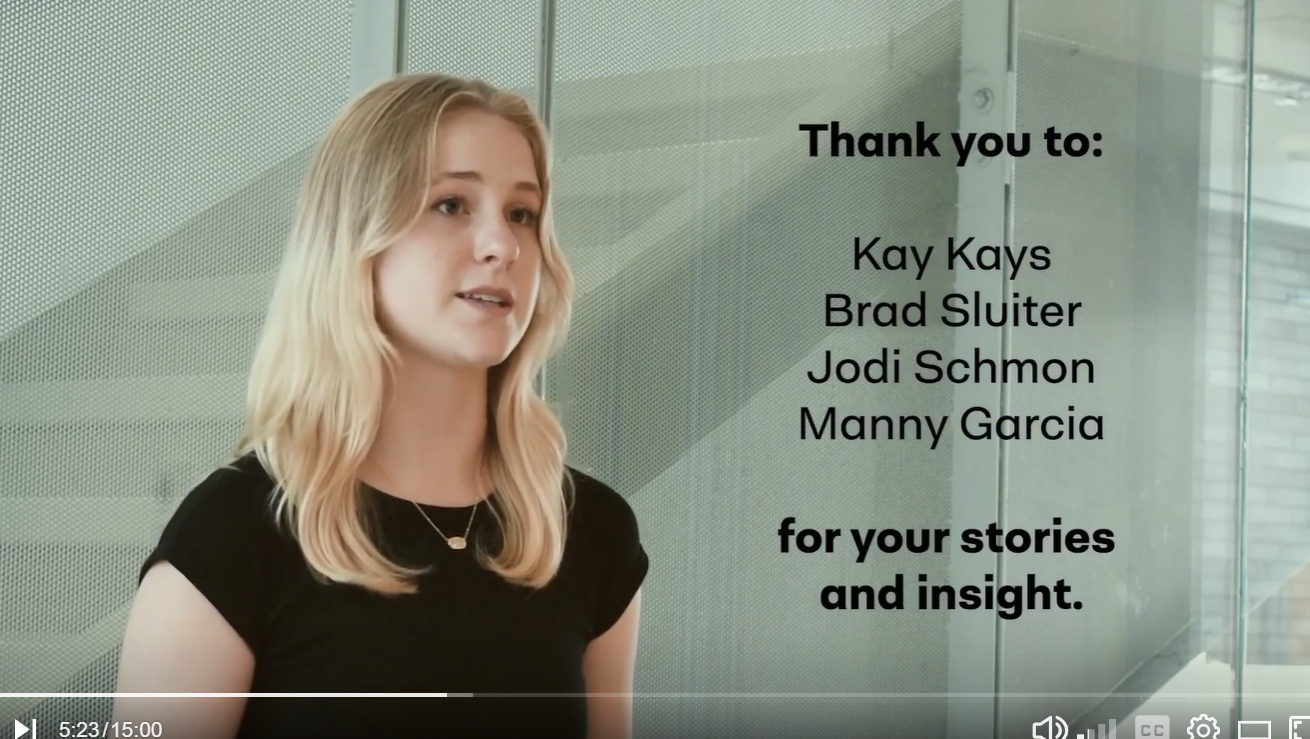 Thank you to:
Kay Kays
Brad Sluiter
Jodi Schmon
Manny Garcia
for your stories
and insight.
5:23/15:00
CC